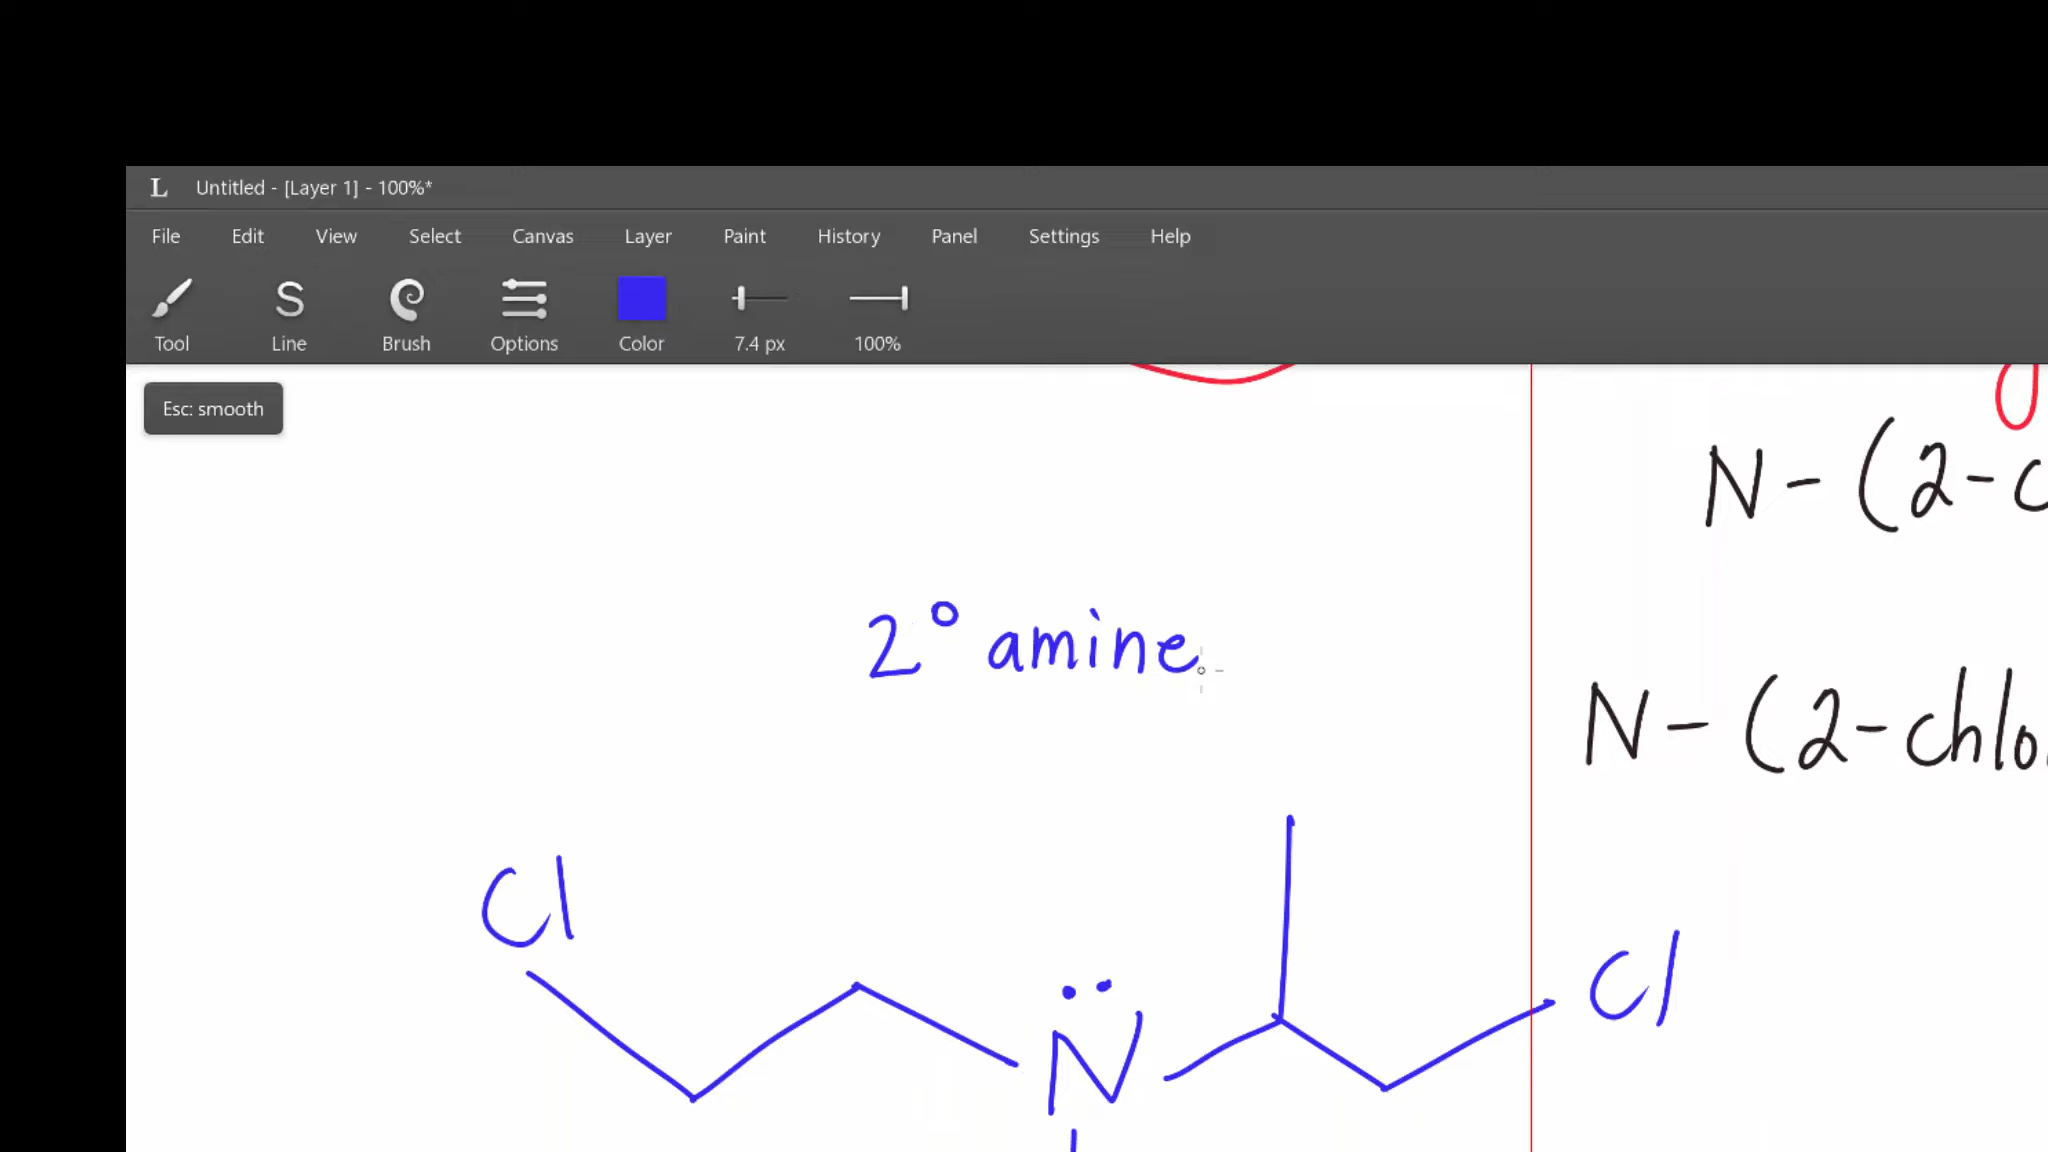 L Untitled - [Layer 1] - 100%*
File Edit View Select Canvas Layer Paint History Panel Settings Help
S
Tool Line Brush Options Color 7.4 px 100%
Esc: smooth
N-(2-c
2° amine
N-(2-chlo
Cl
Cl
N